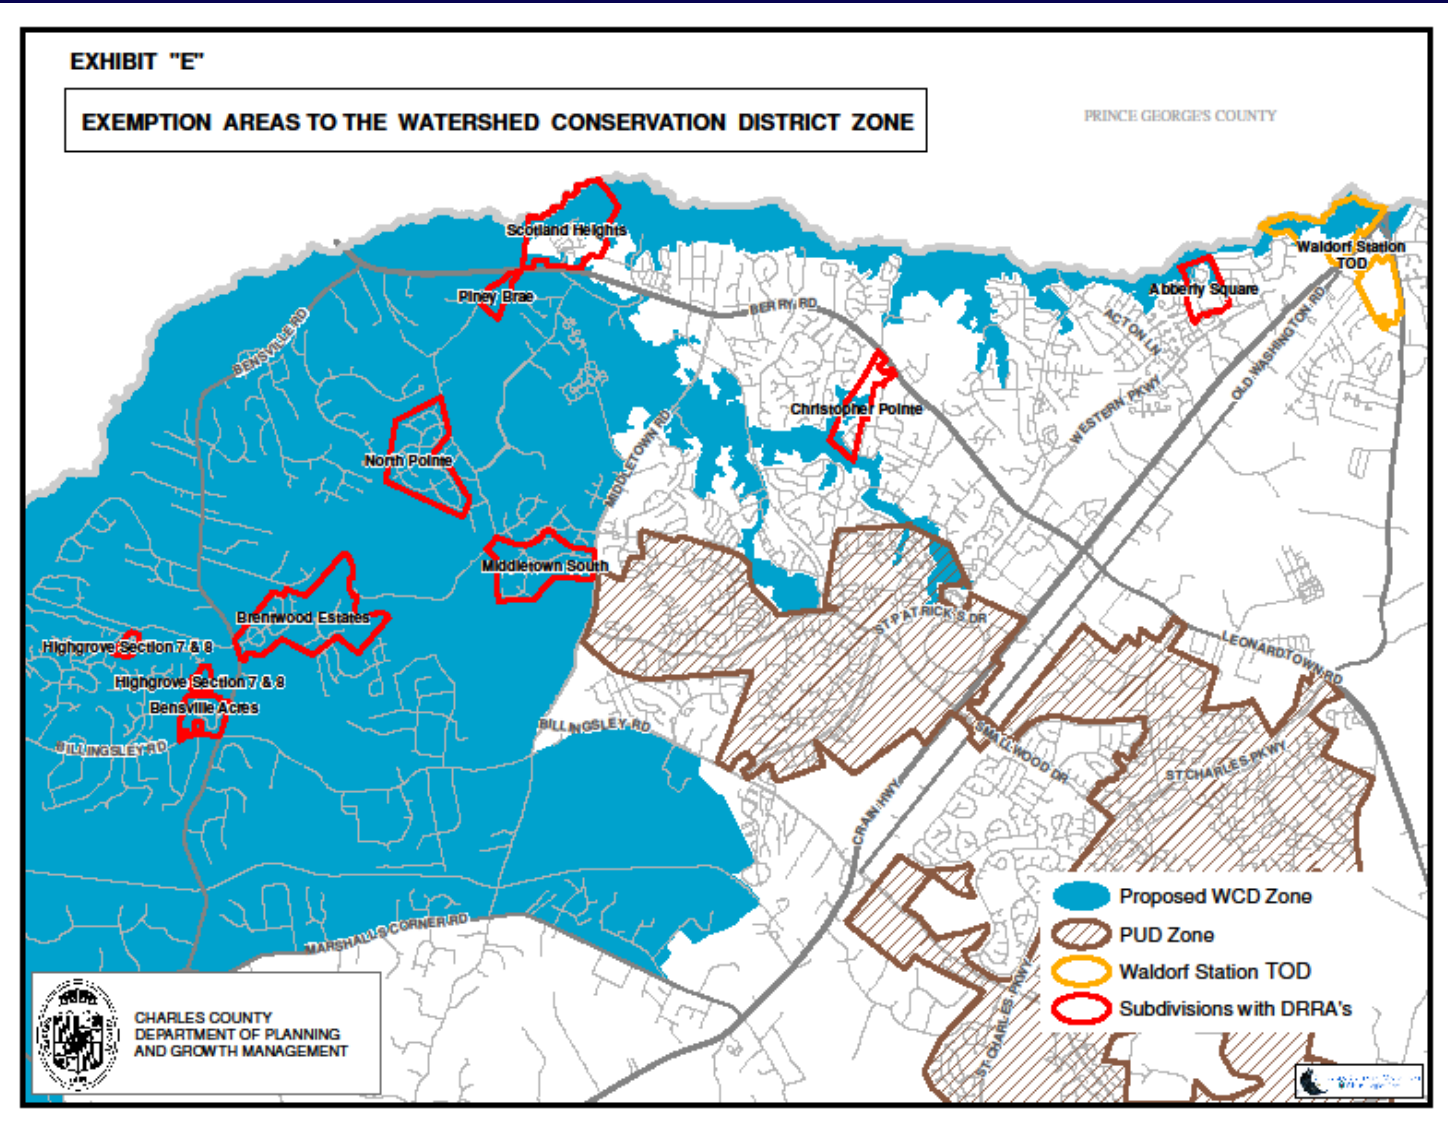 EXHIBIT "E"
EXEMPTION AREAS TO THE WATERSHED CONSERVATION DISTRICT ZONE
PRINCE GEORGE'S COUNTY
Scotland Heights
Waldorf Station
TOD
Piney Brae
Abberly Square
BERRY RD
ACTON LN
OLD WASHINGTON RD
BENSVILLE RD
WESTERN PKWY
Christopher Pointe
MIDDLETOWN RD
North Pointe
Middletown South
Brentwood Estates
ST PATRICK'S DR
LEONARDTOWN RD
Highgrove Section 7 & 8
Highgrove Section 7 & 8
Bensville Acres
BILLINGSLEY RD
BILLINGSLEY RD
SMALLWOOD DR
ST CHARLES PKWY
CRAIN HWY
MARSHALLS CORNER RD
ST CHARLES PKWY
Proposed WCD Zone
PUD Zone
Waldorf Station TOD
Subdivisions with DRRA's
CHARLES COUNTY
DEPARTMENT OF PLANNING
AND GROWTH MANAGEMENT